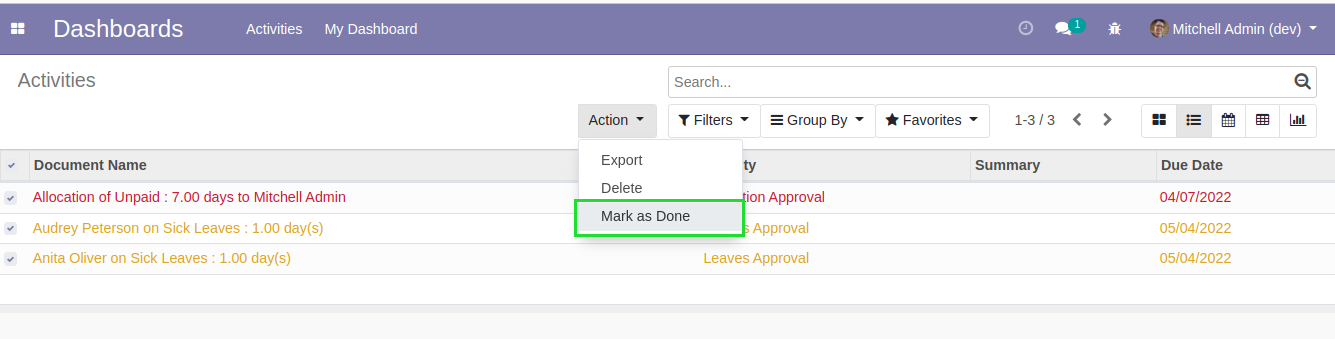 Dashboards Activities My Dashboard 1 Mitchell Admin (dev)
Activities Search...
Action Filters Group By Favorites 1-3 / 3
Document Name ty Summary Due Date
Export
Delete
Mark as Done
Allocation of Unpaid : 7.00 days to Mitchell Admin tion Approval 04/07/2022
Audrey Peterson on Sick Leaves : 1.00 day(s) s Approval 05/04/2022
Anita Oliver on Sick Leaves : 1.00 day(s) Leaves Approval 05/04/2022